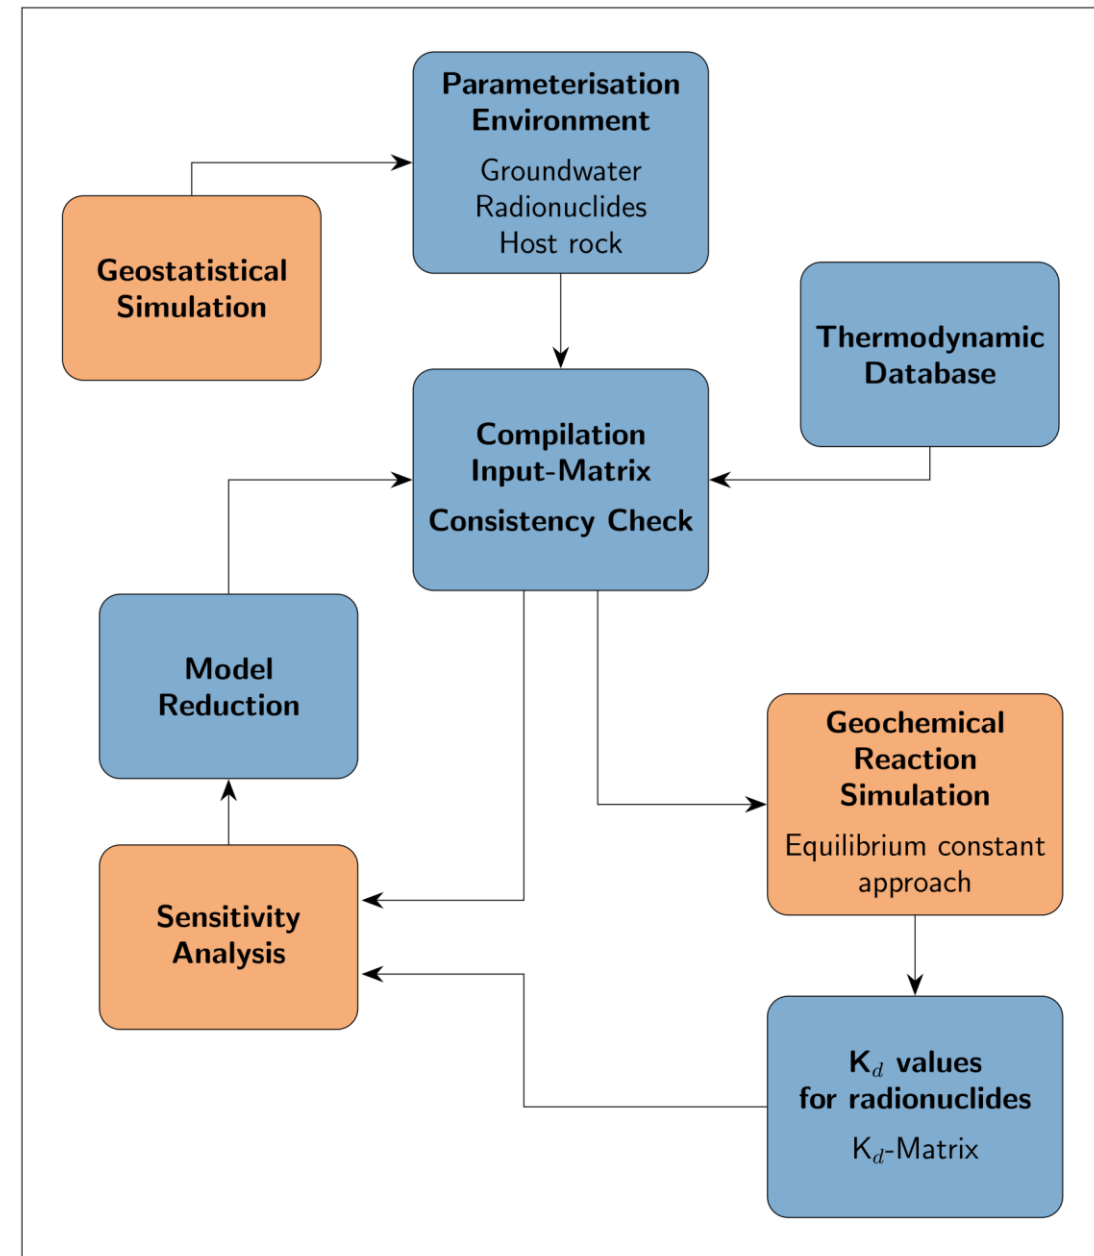 Parameterisation
Environment
Groundwater
Radionuclides
Host rock
Geostatistical
Simulation
Thermodynamic
Database
Compilation
Input-Matrix
Consistency Check
Model
Reduction
Geochemical
Reaction
Simulation
Equilibrium constant
approach
Sensitivity
Analysis
K_d values
for radionuclides
K_d-Matrix